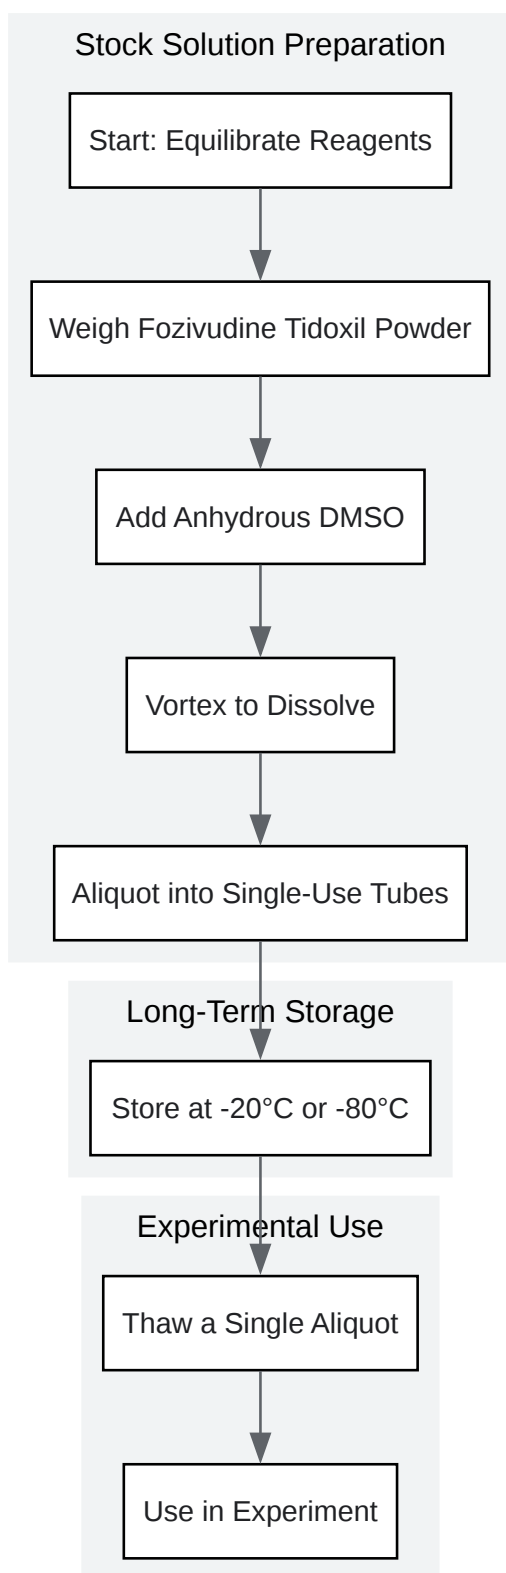 Stock Solution Preparation
Start: Equilibrate Reagents
Weigh Fozivudine Tidoxil Powder
Add Anhydrous DMSO
Vortex to Dissolve
Aliquot into Single-Use Tubes
Long-Term Storage
Store at -20°C or -80°C
Experimental Use
Thaw a Single Aliquot
Use in Experiment